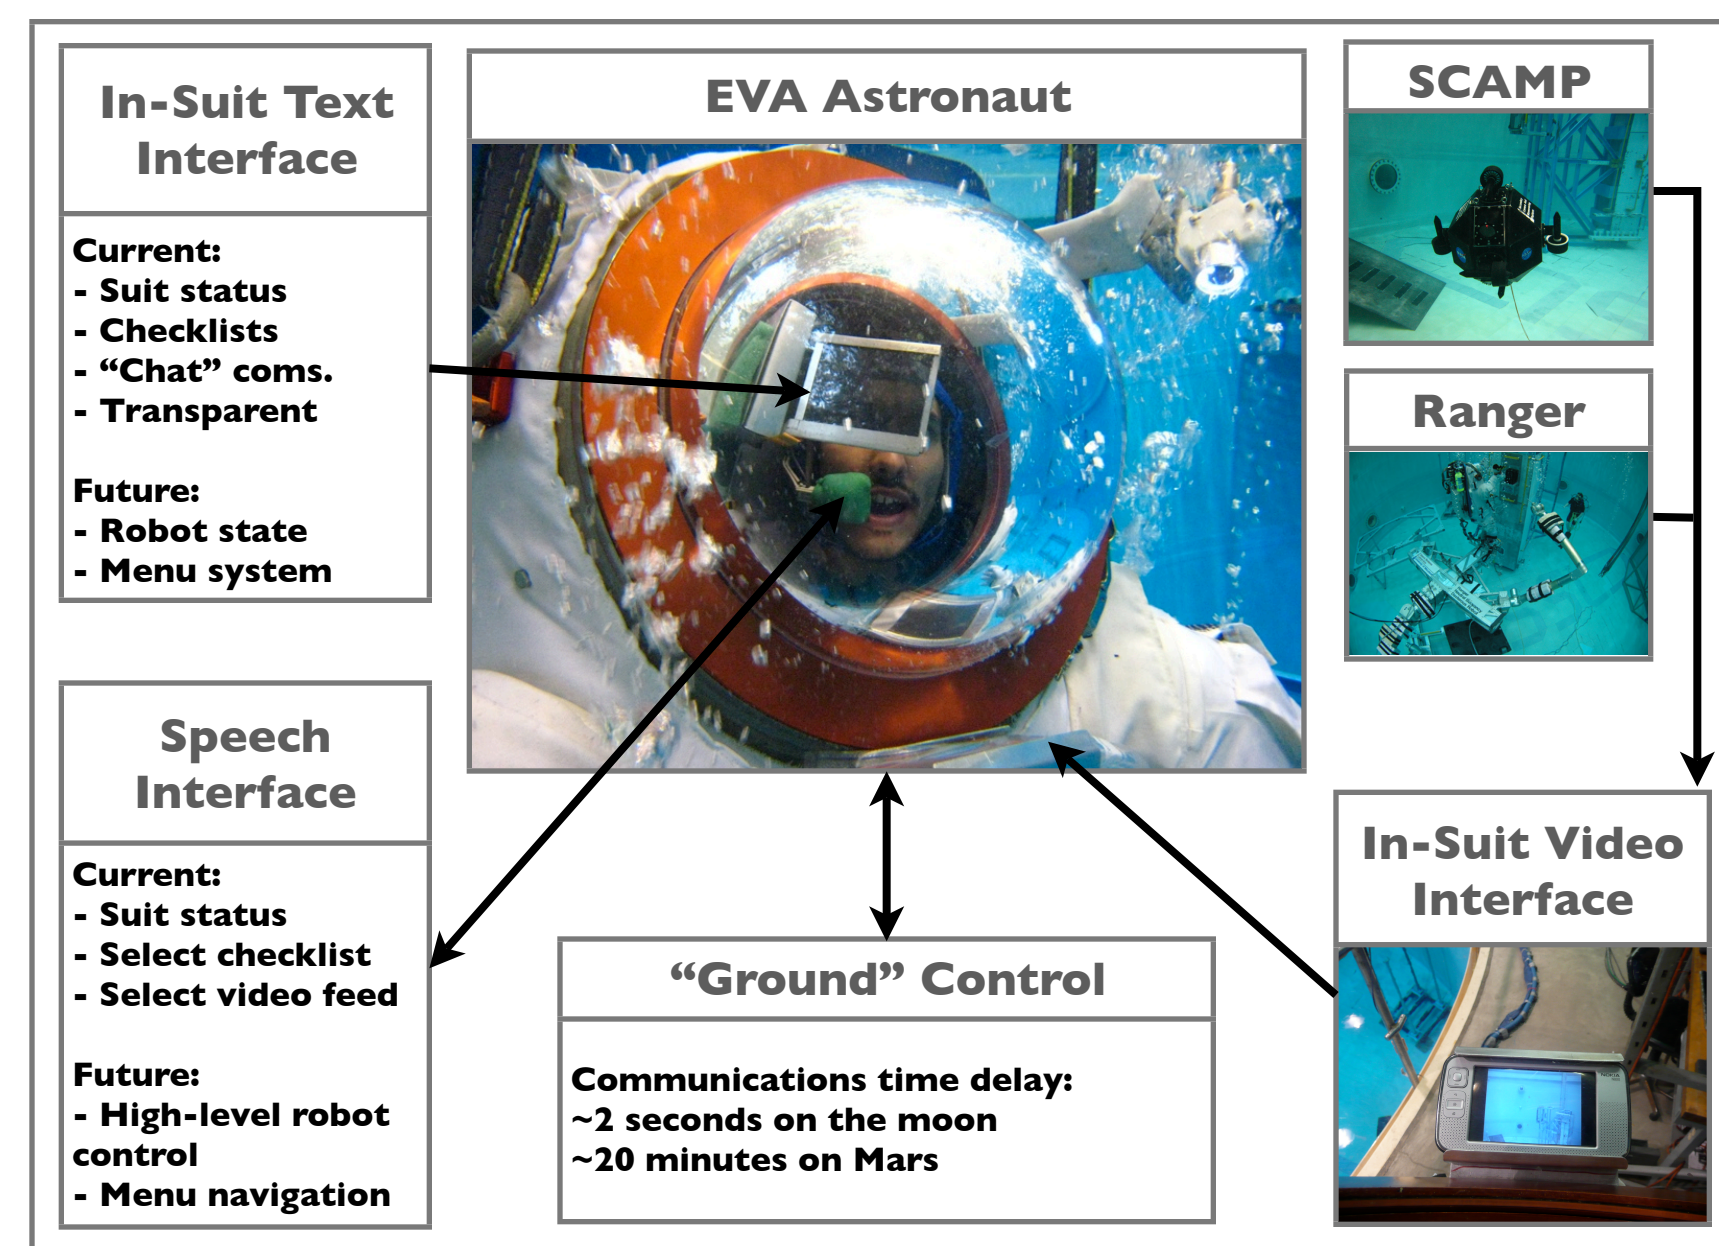 In-Suit Text
Interface
Current:
- Suit status
- Checklists
- “Chat” coms.
- Transparent
Future:
- Robot state
- Menu system
EVA Astronaut
SCAMP
Ranger
Speech
Interface
Current:
- Suit status
- Select checklist
- Select video feed
Future:
- High-level robot
control
- Menu navigation
“Ground” Control
Communications time delay:
~2 seconds on the moon
~20 minutes on Mars
In-Suit Video
Interface
NOKIA